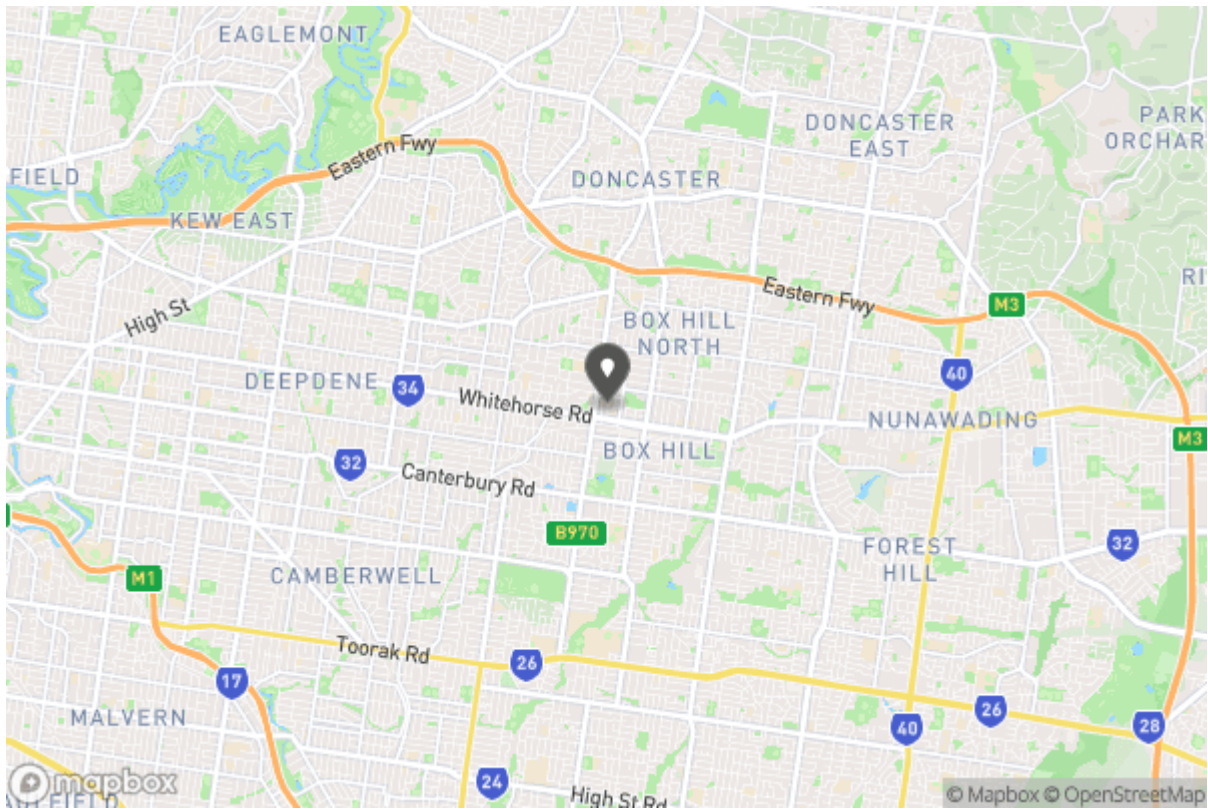 EAGLEMONT
PARK
ORCHAR
DONCASTER
EAST
Eastern Fwy
DONCASTER
FIELD
KEW EAST
RI
Eastern Fwy
M3
High St
BOX HILL
NORTH
DEEPDENE
34
40
Whitehorse Rd
NUNAWADING
M3
BOX HILL
32
Canterbury Rd
B970
FOREST
HILL
32
M1
CAMBERWELL
Toorak Rd
26
17
26
MALVERN
40
28
24
High St Rd
mapbox
© Mapbox © OpenStreetMap